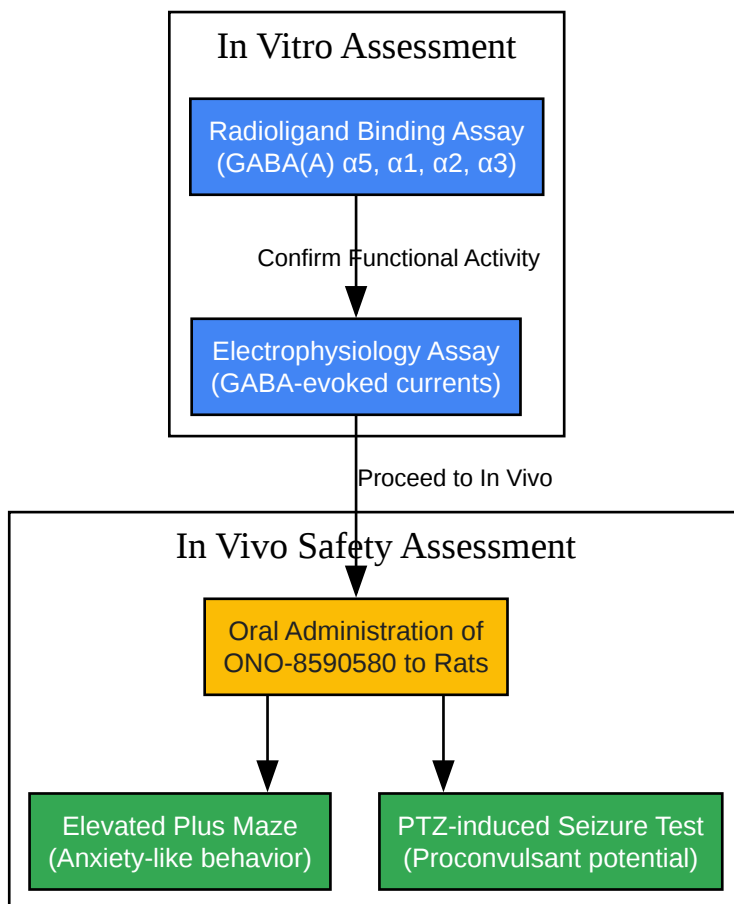 In Vitro Assessment
Radioligand Binding Assay
(GABA(A) α5, α1, α2, α3)
Confirm Functional Activity
Electrophysiology Assay
(GABA-evoked currents)
Proceed to In Vivo
In Vivo Safety Assessment
Oral Administration of
ONO-8590580 to Rats
Elevated Plus Maze
(Anxiety-like behavior)
PTZ-induced Seizure Test
(Proconvulsant potential)